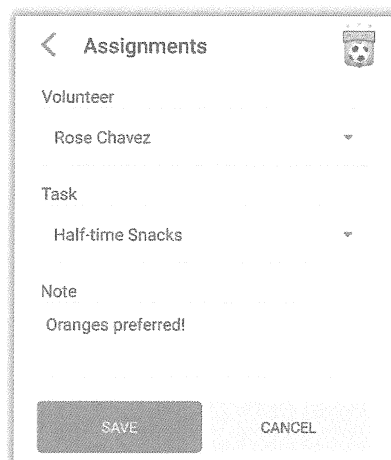 Assignments
Volunteer
Rose Chavez
Task
Half-time Snacks
Note
Oranges preferred!
SAVE CANCEL